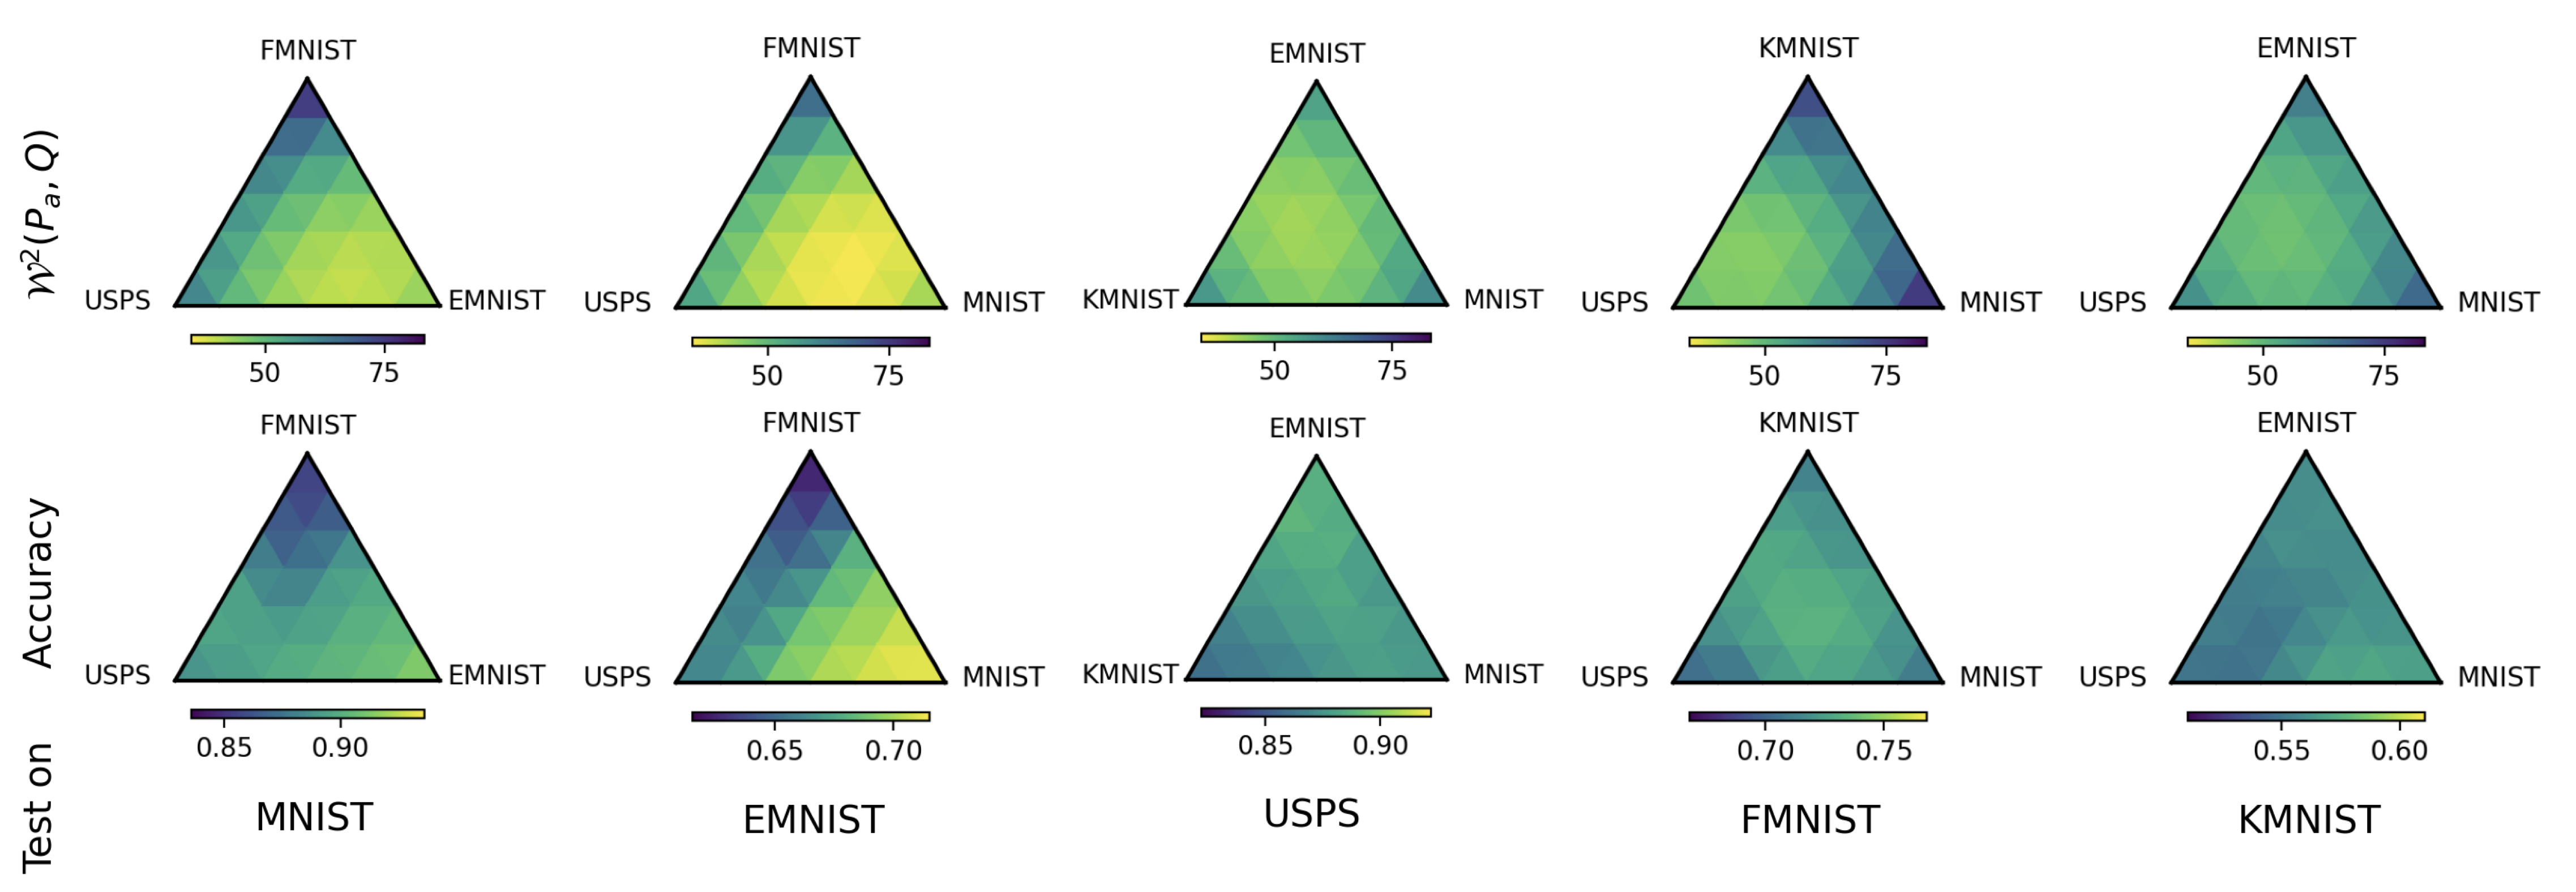 FMNIST FMNIST EMNIST KMNIST EMNIST
𝒲²(Pₐ, Q)
USPS EMNIST USPS MNIST KMNIST MNIST USPS MNIST USPS MNIST
50 75 50 75 50 75 50 75 50 75
FMNIST FMNIST EMNIST KMNIST EMNIST
Accuracy
USPS EMNIST USPS MNIST KMNIST MNIST USPS MNIST USPS MNIST
0.85 0.90 0.65 0.70 0.85 0.90 0.70 0.75 0.55 0.60
Test on
MNIST EMNIST USPS FMNIST KMNIST